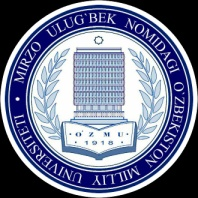 MIRZO ULUG`BEK NOMIDAGI O`ZBEKISTON MILLIY UNIVERSITETI
O`ZMU
1918